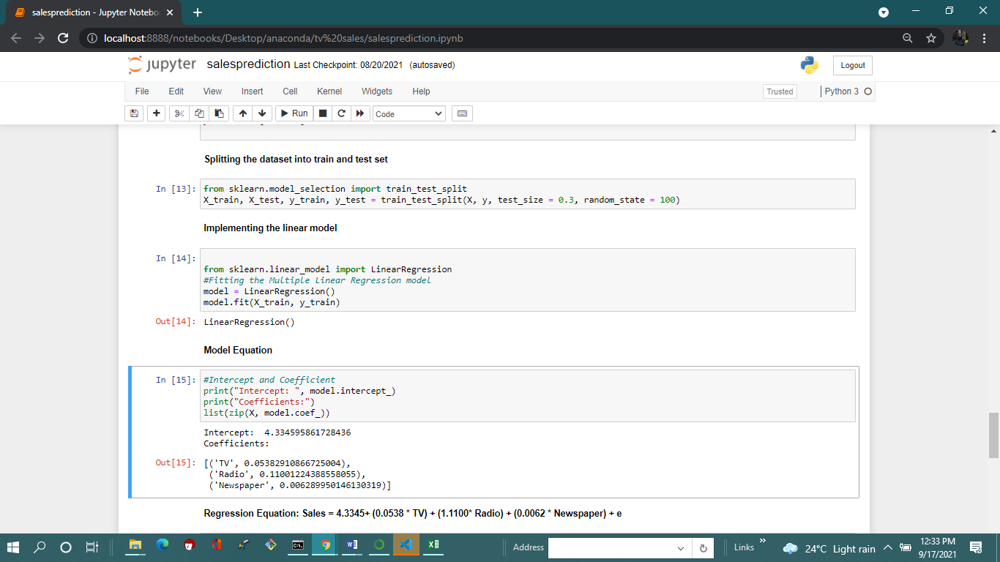 salesprediction - Jupyter Notebo
localhost:8888/notebooks/Desktop/anaconda/tv%20sales/salesprediction.ipynb
jupyter salesprediction Last Checkpoint: 08/20/2021 (autosaved)
Logout
File Edit View Insert Cell Kernel Widgets Help
Trusted
Python 3
Run
Code
Splitting the dataset into train and test set
In [13]: from sklearn.model_selection import train_test_split
X_train, X_test, y_train, y_test = train_test_split(X, y, test_size = 0.3, random_state = 100)
Implementing the linear model
In [14]:
from sklearn.linear_model import LinearRegression
#Fitting the Multiple Linear Regression model
model = LinearRegression()
model.fit(X_train, y_train)
Out[14]: LinearRegression()
Model Equation
In [15]: #Intercept and Coefficient
print("Intercept: ", model.intercept_)
print("Coefficients:")
list(zip(X, model.coef_))
Intercept:  4.334595861728436
Coefficients:
Out[15]: [('TV', 0.05382910866725004),
('Radio', 0.11001224388558055),
('Newspaper', 0.006289950146130319)]
Regression Equation: Sales = 4.3345+ (0.0538 * TV) + (1.1100* Radio) + (0.0062 * Newspaper) + e
Address
Links
24°C Light rain
12:33 PM
9/17/2021